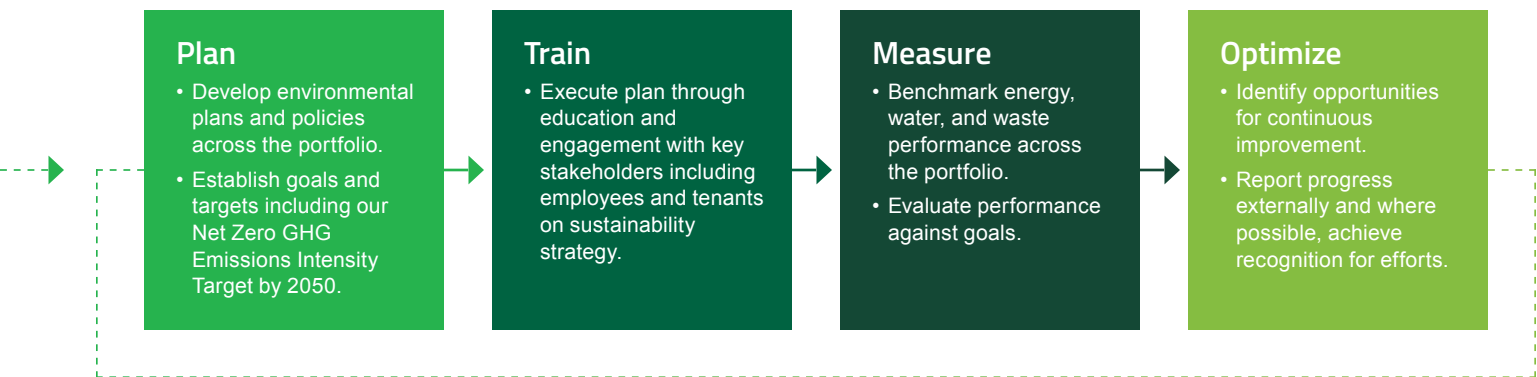 Plan
• Develop environmental
plans and policies
across the portfolio.
• Establish goals and
targets including our
Net Zero GHG
Emissions Intensity
Target by 2050.
Train
• Execute plan through
education and
engagement with key
stakeholders including
employees and tenants
on sustainability
strategy.
Measure
• Benchmark energy,
water, and waste
performance across
the portfolio.
• Evaluate performance
against goals.
Optimize
• Identify opportunities
for continuous
improvement.
• Report progress
externally and where
possible, achieve
recognition for efforts.